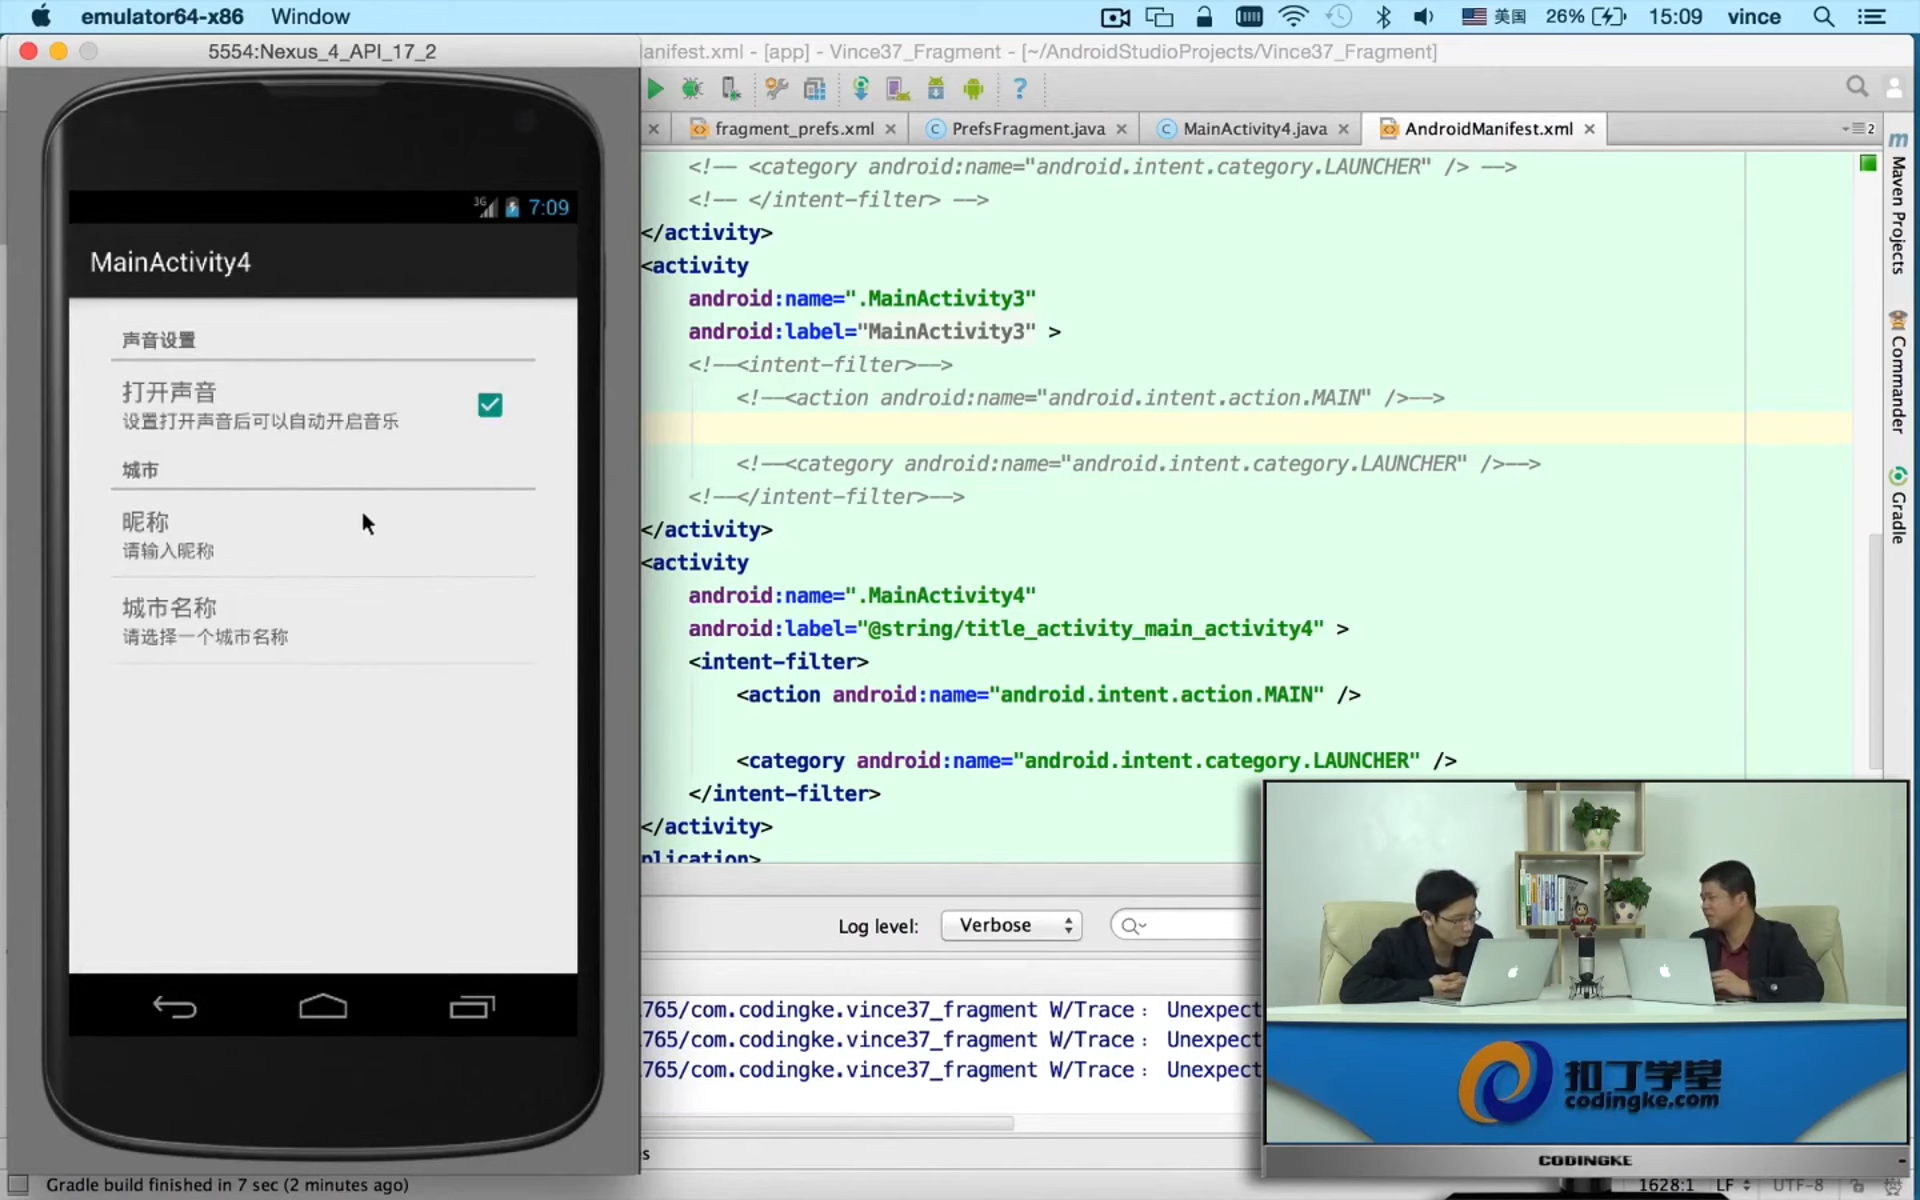 emulator64-x86 Window
美国 26% 15:09 vince
5554:Nexus_4_API_17_2
anifest.xml - [app] - Vince37_Fragment - [~/AndroidStudioProjects/Vince37_Fragment]
fragment_prefs.xml PrefsFragment.java MainActivity4.java AndroidManifest.xml
2
3G 7:09
MainActivity4
声音设置
打开声音
设置打开声音后可以自动开启音乐
城市
昵称
请输入昵称
城市名称
请选择一个城市名称
<!-- <category android:name="android.intent.category.LAUNCHER" /> -->
<!-- </intent-filter> -->
</activity>
<activity
android:name=".MainActivity3"
android:label="MainActivity3" >
<!--<intent-filter>-->
<!--<action android:name="android.intent.action.MAIN" />-->
<!--<category android:name="android.intent.category.LAUNCHER" />-->
<!--</intent-filter>-->
</activity>
<activity
android:name=".MainActivity4"
android:label="@string/title_activity_main_activity4" >
<intent-filter>
<action android:name="android.intent.action.MAIN" />
<category android:name="android.intent.category.LAUNCHER" />
</intent-filter>
</activity>
plication>
Maven Projects
Commander
Gradle
Log level: Verbose
765/com.codingke.vince37_fragment W/Trace: Unexpect
765/com.codingke.vince37_fragment W/Trace: Unexpect
765/com.codingke.vince37_fragment W/Trace: Unexpect
扣丁学堂
codingke.com
CODINGKE
s
Gradle build finished in 7 sec (2 minutes ago)
1628:1 LF UTF-8